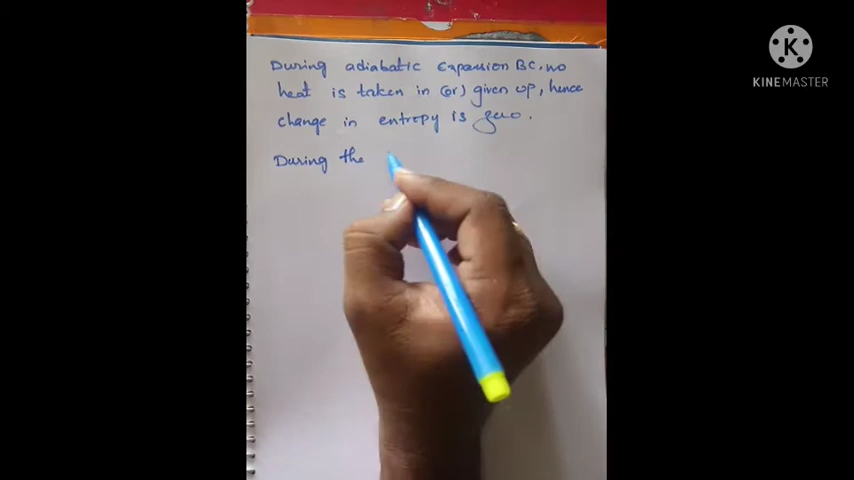 During adiabatic expansion BC, no
heat is taken in (or) given up, hence
change in entropy is zero.
During the
K
KINEMASTER